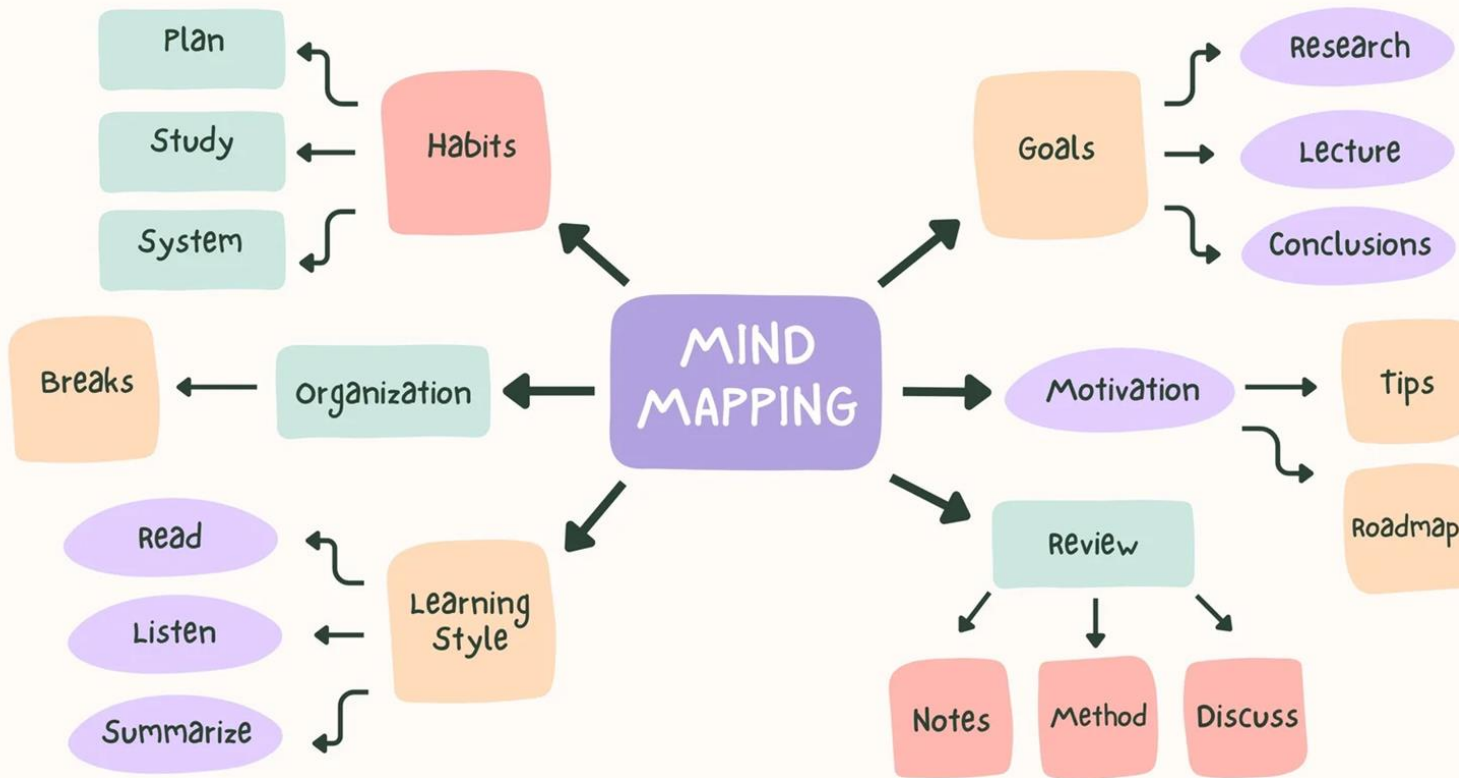 MIND
MAPPING
Habits
Plan
Study
System
Organization
Breaks
Learning
Style
Read
Listen
Summarize
Goals
Research
Lecture
Conclusions
Motivation
Tips
Roadmap
Review
Notes
Method
Discuss